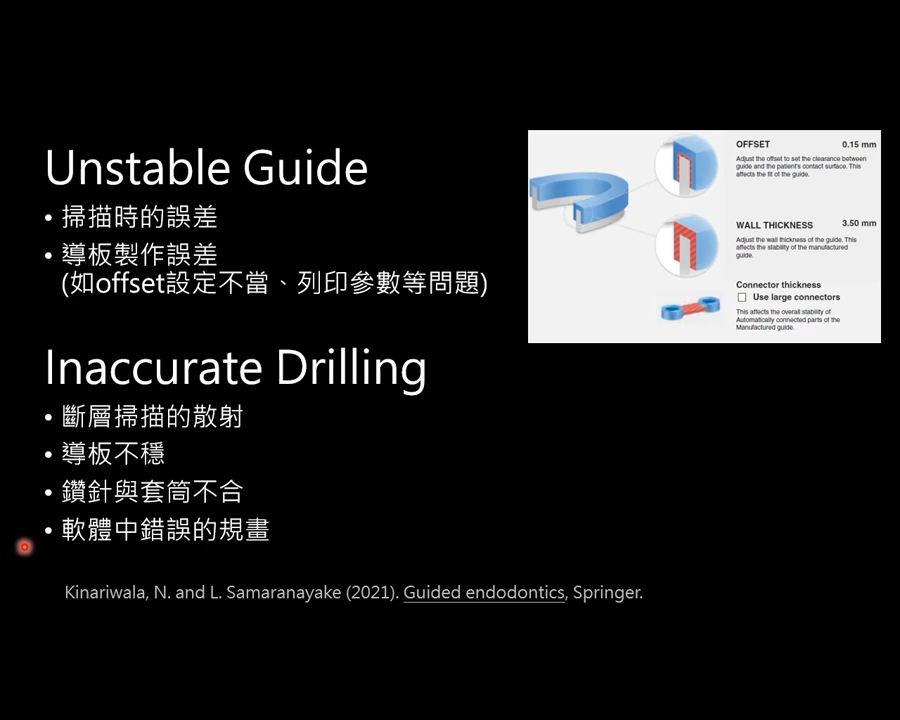 Unstable Guide
• 掃描時的誤差
• 導板製作誤差
(如offset設定不當、列印參數等問題)
OFFSET 0.15 mm
Adjust the offset to set the clearance between
guide and the patient's contact surface. This
affects the fit of the guide.
WALL THICKNESS 3.50 mm
Adjust the wall thickness of the guide. This
affects the stability of the manufactured
guide.
Connector thickness
Use large connectors
This affects the overall stability of
Automatically connected parts of the
Manufactured guide.
Inaccurate Drilling
• 斷層掃描的散射
• 導板不穩
• 鑽針與套筒不合
• 軟體中錯誤的規畫
Kinariwala, N. and L. Samaranayake (2021). Guided endodontics, Springer.